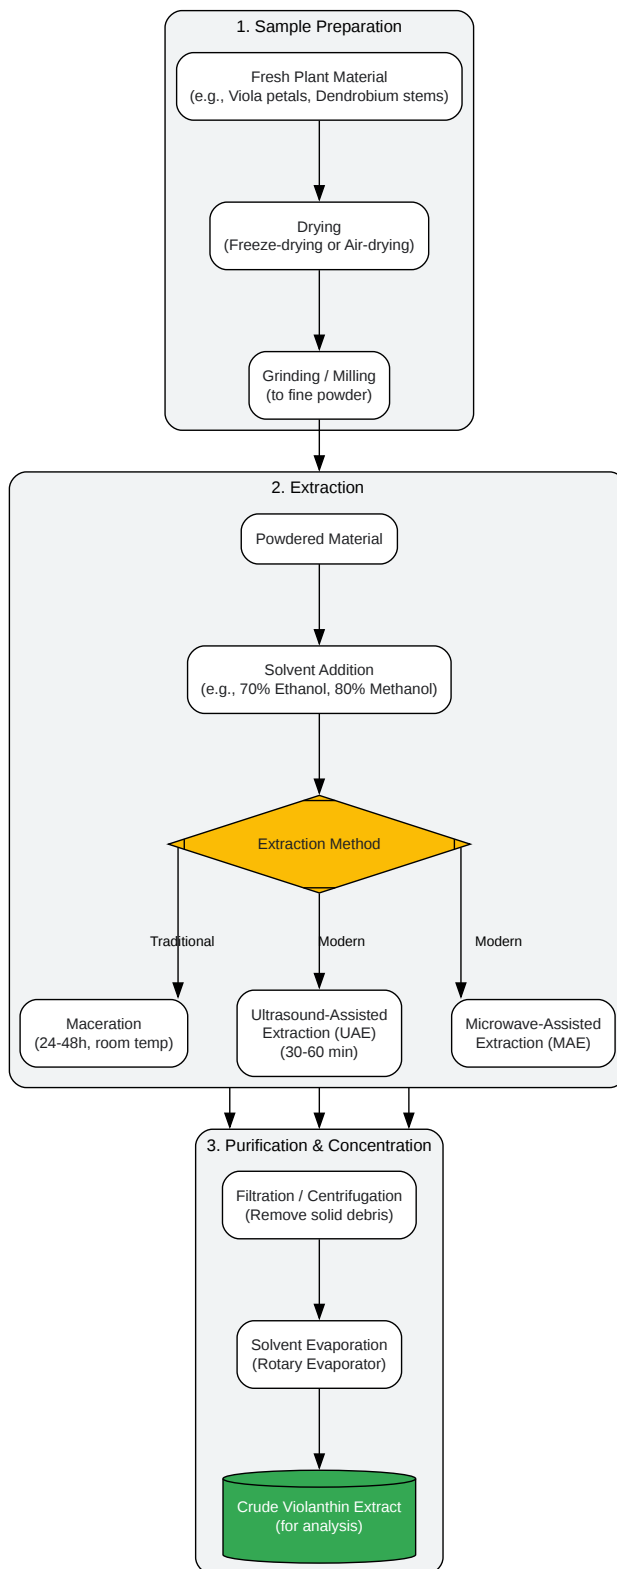 1. Sample Preparation
Fresh Plant Material
(e.g., Viola petals, Dendrobium stems)
Drying
(Freeze-drying or Air-drying)
Grinding / Milling
(to fine powder)
2. Extraction
Powdered Material
Solvent Addition
(e.g., 70% Ethanol, 80% Methanol)
Extraction Method
Traditional
Modern
Modern
Maceration
(24-48h, room temp)
Ultrasound-Assisted
Extraction (UAE)
(30-60 min)
Microwave-Assisted
Extraction (MAE)
3. Purification & Concentration
Filtration / Centrifugation
(Remove solid debris)
Solvent Evaporation
(Rotary Evaporator)
Crude Violanthin Extract
(for analysis)